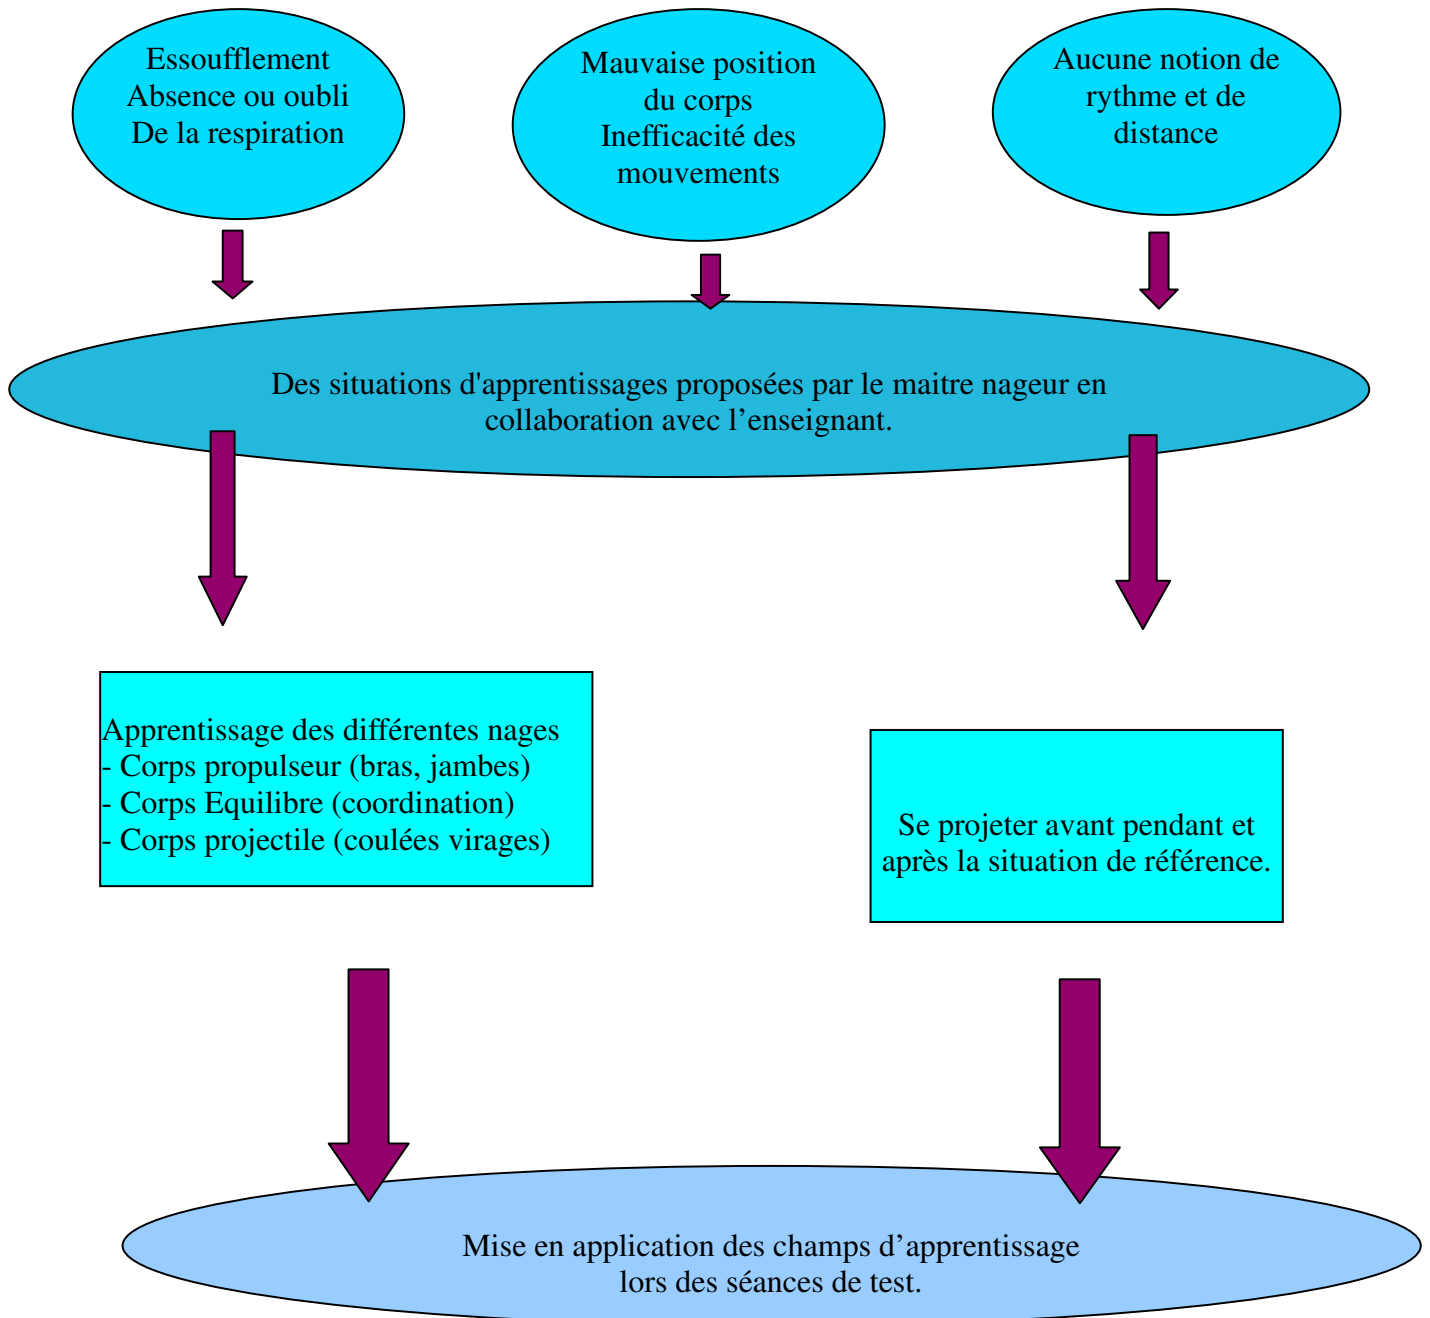 Essoufflement
Absence ou oubli
De la respiration
Mauvaise position
du corps
Inefficacité des
mouvements
Aucune notion de
rythme et de
distance
Des situations d'apprentissages proposées par le maitre nageur en
collaboration avec l’enseignant.
Apprentissage des différentes nages
- Corps propulseur (bras, jambes)
- Corps Equilibre (coordination)
- Corps projectile (coulées virages)
Se projeter avant pendant et
après la situation de référence.
Mise en application des champs d’apprentissage
lors des séances de test.